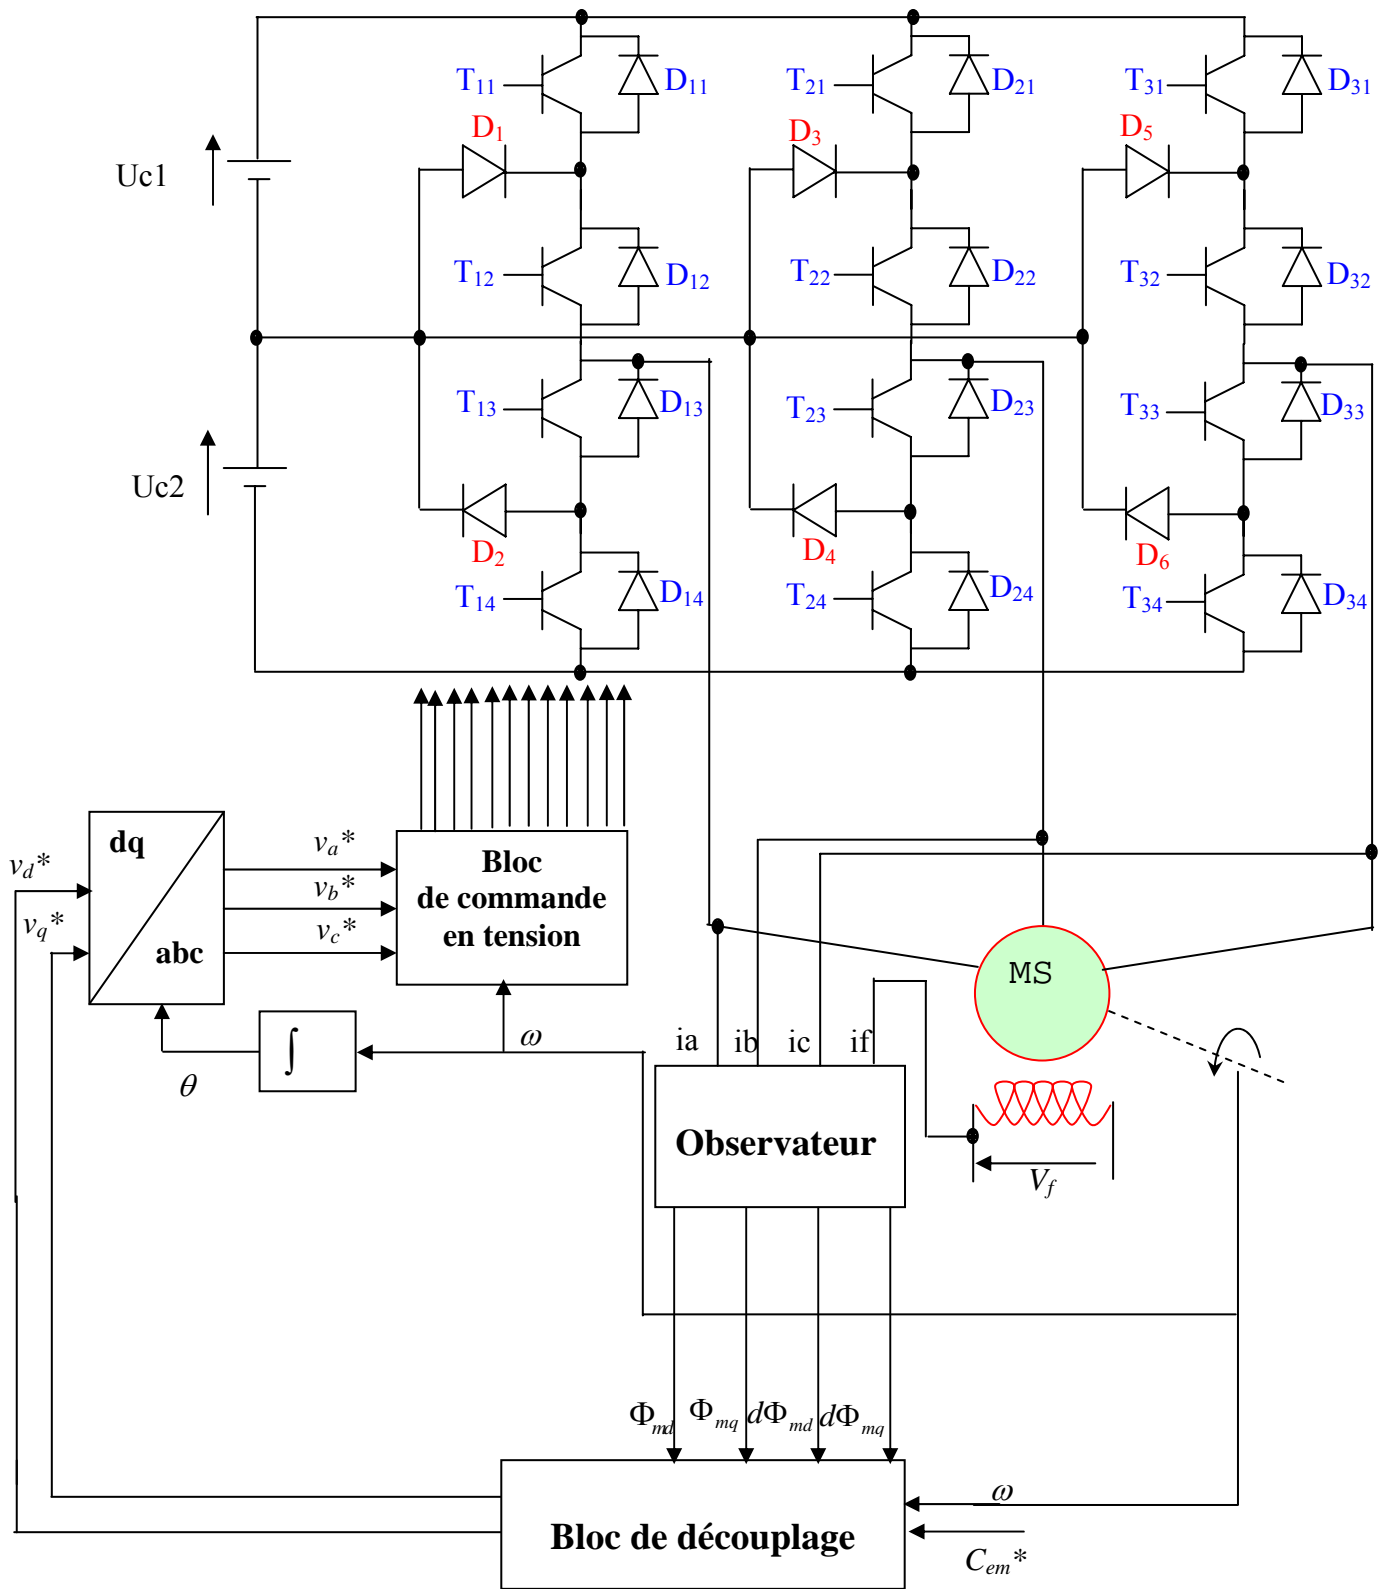 T11 D11 T21 D21 T31 D31
D1 D3 D5
Uc1
T12 D12 T22 D22 T32 D32
T13 D13 T23 D23 T33 D33
Uc2
D2 D4 D6
T14 D14 T24 D24 T34 D34
dq
abc
vd*
vq*
va*
vb*
vc*
Bloc
de commande
en tension
MS
ω
∫
θ
ia ib ic if
Observateur
Vf
Φmd Φmq dΦmd dΦmq
ω
Bloc de découplage
Cem*